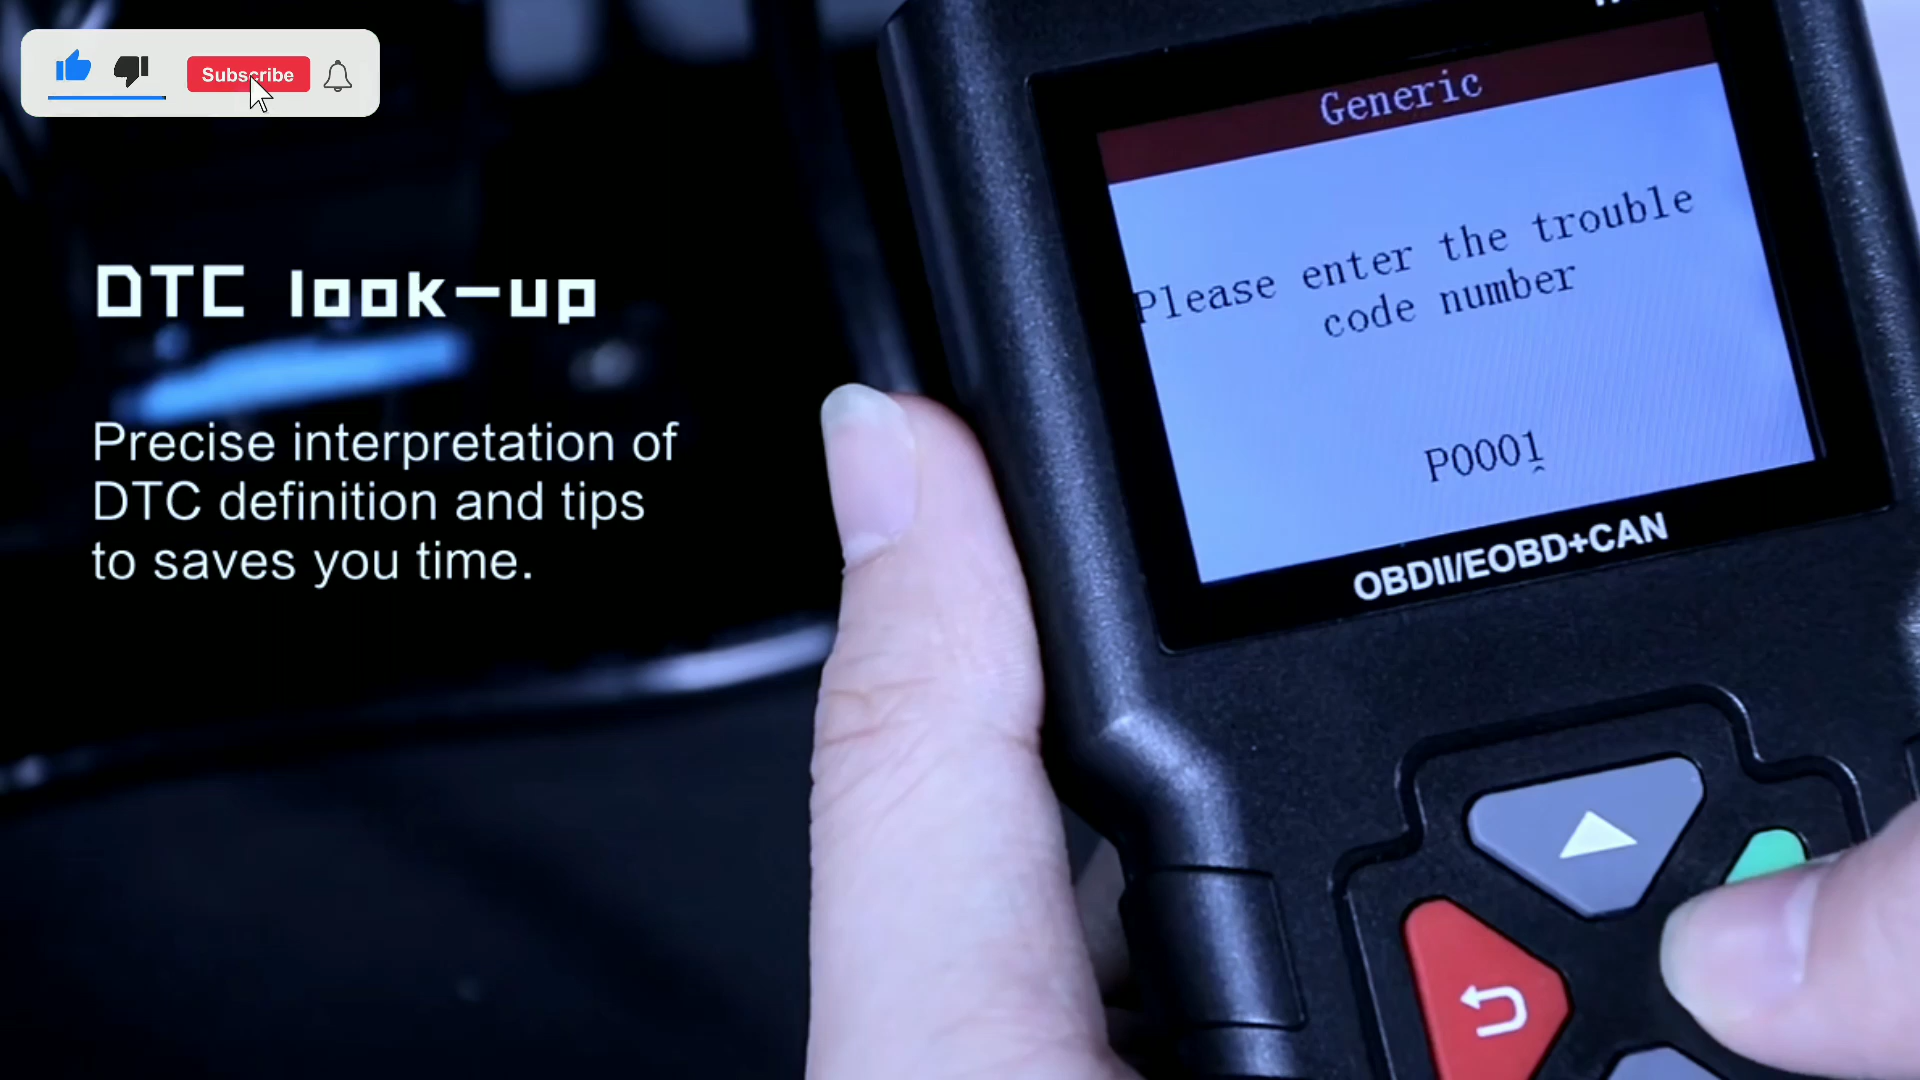 Subscribe
DTC look-up
Precise interpretation of
DTC definition and tips
to saves you time.
Generic
Please enter the trouble
code number
P0001
OBDII/EOBD+CAN